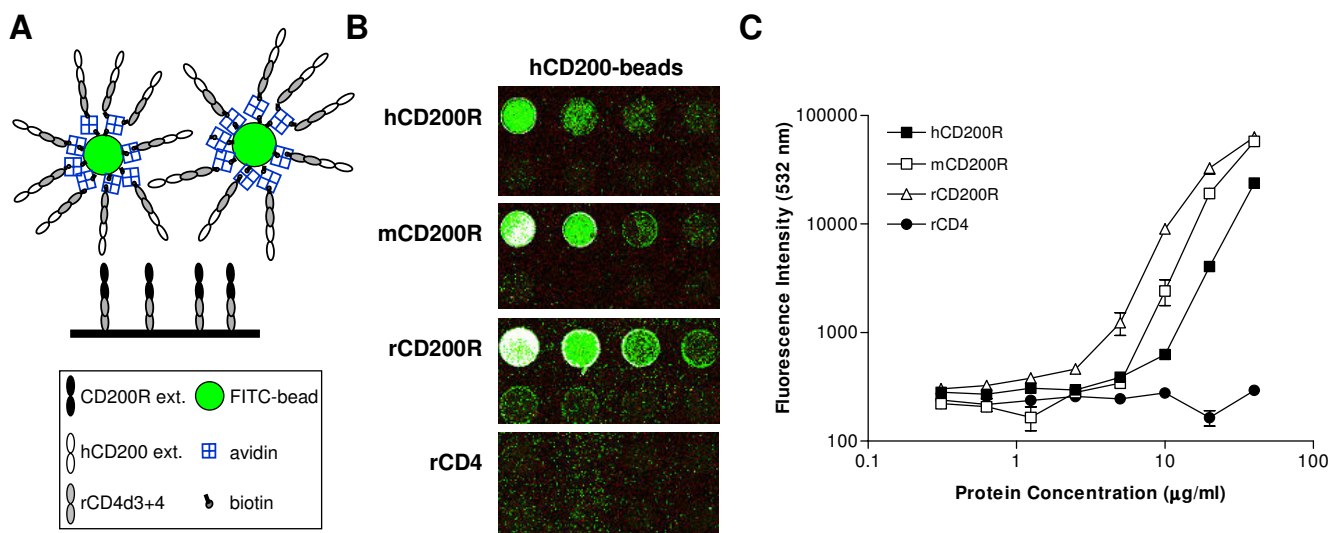 A
B
C
hCD200-beads
hCD200R
mCD200R
rCD200R
rCD4
CD200R ext.
FITC-bead
hCD200 ext.
avidin
rCD4d3+4
biotin
Fluorescence Intensity (532 nm)
100000
10000
1000
100
hCD200R
mCD200R
rCD200R
rCD4
0.1
1
10
100
Protein Concentration (μg/ml)